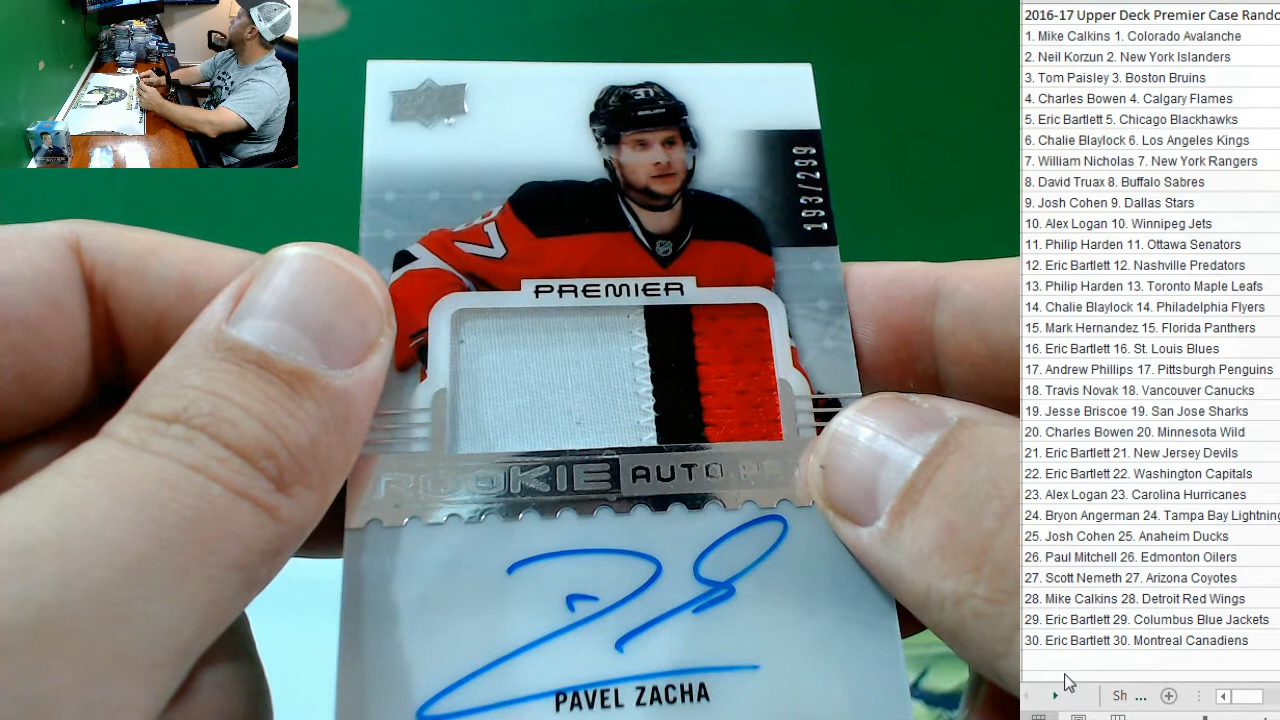 37
37
193/299
PREMIER
ROOKIE AUTO
PAVEL ZACHA
2016-17 Upper Deck Premier Case Rando
1. Mike Calkins 1. Colorado Avalanche
2. Neil Korzun 2. New York Islanders
3. Tom Paisley 3. Boston Bruins
4. Charles Bowen 4. Calgary Flames
5. Eric Bartlett 5. Chicago Blackhawks
6. Chalie Blaylock 6. Los Angeles Kings
7. William Nicholas 7. New York Rangers
8. David Truax 8. Buffalo Sabres
9. Josh Cohen 9. Dallas Stars
10. Alex Logan 10. Winnipeg Jets
11. Philip Harden 11. Ottawa Senators
12. Eric Bartlett 12. Nashville Predators
13. Philip Harden 13. Toronto Maple Leafs
14. Chalie Blaylock 14. Philadelphia Flyers
15. Mark Hernandez 15. Florida Panthers
16. Eric Bartlett 16. St. Louis Blues
17. Andrew Phillips 17. Pittsburgh Penguins
18. Travis Novak 18. Vancouver Canucks
19. Jesse Briscoe 19. San Jose Sharks
20. Charles Bowen 20. Minnesota Wild
21. Eric Bartlett 21. New Jersey Devils
22. Eric Bartlett 22. Washington Capitals
23. Alex Logan 23. Carolina Hurricanes
24. Bryon Angerman 24. Tampa Bay Lightning
25. Josh Cohen 25. Anaheim Ducks
26. Paul Mitchell 26. Edmonton Oilers
27. Scott Nemeth 27. Arizona Coyotes
28. Mike Calkins 28. Detroit Red Wings
29. Eric Bartlett 29. Columbus Blue Jackets
30. Eric Bartlett 30. Montreal Canadiens
Sh ...